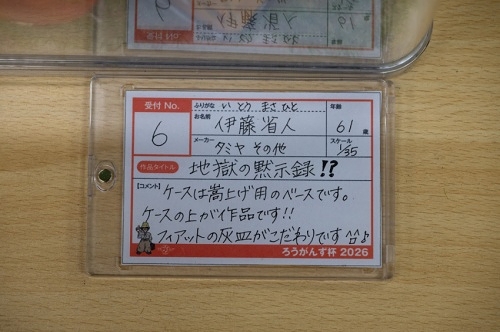 受付No. ふりがな いとう まさひと 年齢
6 お名前 伊藤省人 61歳
メーカー タミヤ その他 スケール 1/35
作品タイトル 地獄の黙示録!?
【コメント】ケースは嵩上げ用のベースです。
ケースの上が作品です!!
フィアットの灰皿がこだわりです^^♪
ろうがんず杯 2026